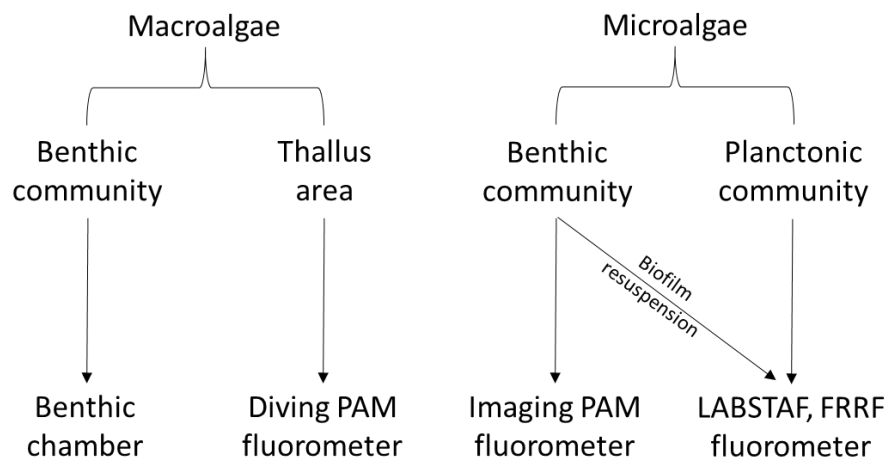 Macroalgae
Microalgae
Benthic
community
Thallus
area
Benthic
community
Planctonic
community
Biofilm
resuspension
Benthic
chamber
Diving PAM
fluorometer
Imaging PAM
fluorometer
LABSTAF, FRRF
fluorometer